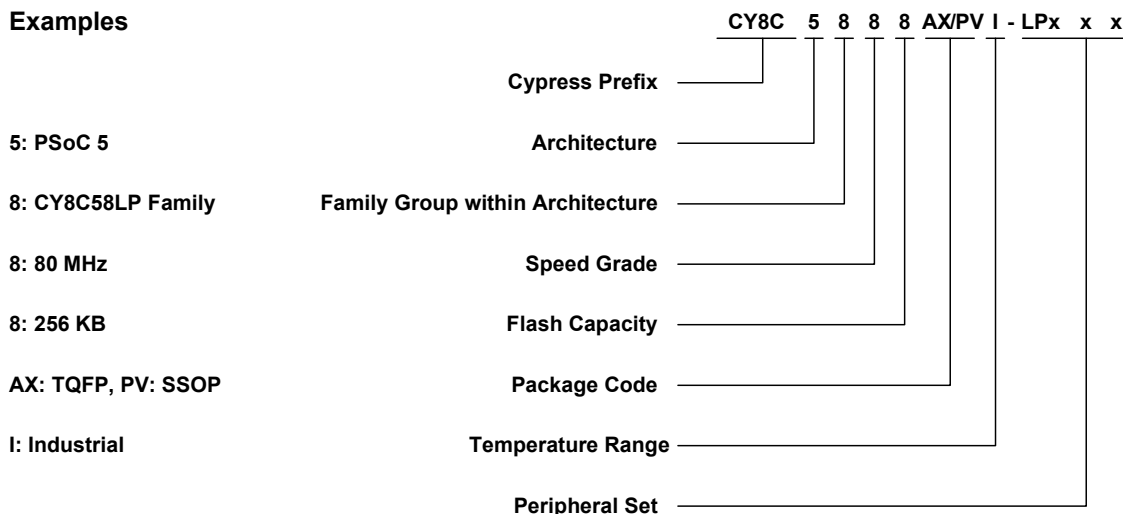 Examples CY8C 5 8 8 8 AX/PV I - LPx x x
Cypress Prefix
5: PSoC 5 Architecture
8: CY8C58LP Family Family Group within Architecture
8: 80 MHz Speed Grade
8: 256 KB Flash Capacity
AX: TQFP, PV: SSOP Package Code
I: Industrial Temperature Range
Peripheral Set